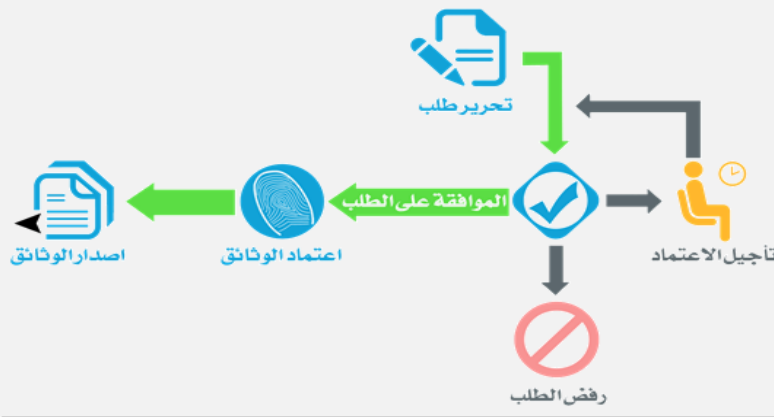 تحرير طلب
الموافقة على الطلب
تأجيل الاعتماد
اعتماد الوثائق
اصدار الوثائق
رفض الطلب